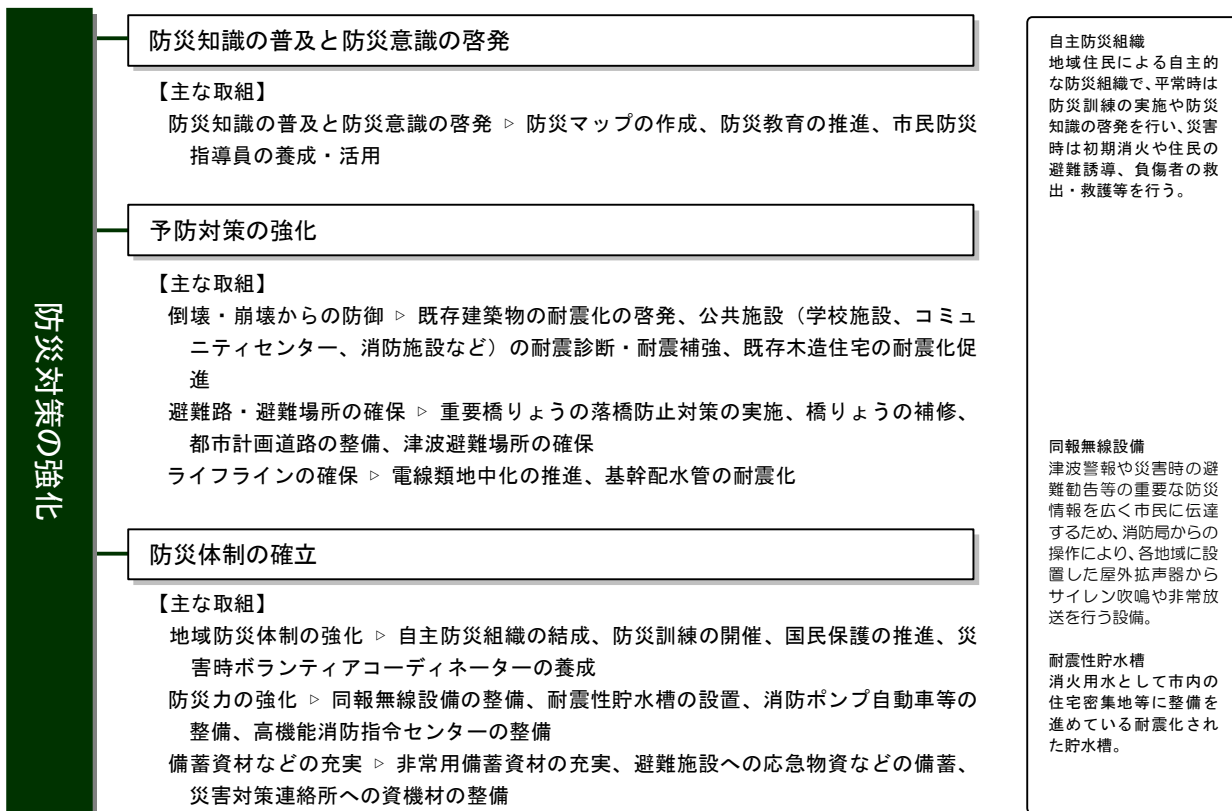 防災対策の強化
防災知識の普及と防災意識の啓発
【主な取組】
防災知識の普及と防災意識の啓発 ▷ 防災マップの作成、防災教育の推進、市民防災
指導員の養成・活用
予防対策の強化
【主な取組】
倒壊・崩壊からの防御 ▷ 既存建築物の耐震化の啓発、公共施設（学校施設、コミュ
ニティセンター、消防施設など）の耐震診断・耐震補強、既存木造住宅の耐震化促
進
避難路・避難場所の確保 ▷ 重要橋りょうの落橋防止対策の実施、橋りょうの補修、
都市計画道路の整備、津波避難場所の確保
ライフラインの確保 ▷ 電線類地中化の推進、基幹配水管の耐震化
防災体制の確立
【主な取組】
地域防災体制の強化 ▷ 自主防災組織の結成、防災訓練の開催、国民保護の推進、災
害時ボランティアコーディネーターの養成
防災力の強化 ▷ 同報無線設備の整備、耐震性貯水槽の設置、消防ポンプ自動車等の
整備、高機能消防指令センターの整備
備蓄資材などの充実 ▷ 非常用備蓄資材の充実、避難施設への応急物資などの備蓄、
災害対策連絡所への資機材の整備
自主防災組織
地域住民による自主的
な防災組織で、平常時は
防災訓練の実施や防災
知識の啓発を行い、災害
時は初期消火や住民の
避難誘導、負傷者の救
出・救護等を行う。
同報無線設備
津波警報や災害時の避
難勧告等の重要な防災
情報を広く市民に伝達
するため、消防局からの
操作により、各地域に設
置した屋外拡声器から
サイレン吹鳴や非常放
送を行う設備。
耐震性貯水槽
消火用水として市内の
住宅密集地等に整備を
進めている耐震化され
た貯水槽。